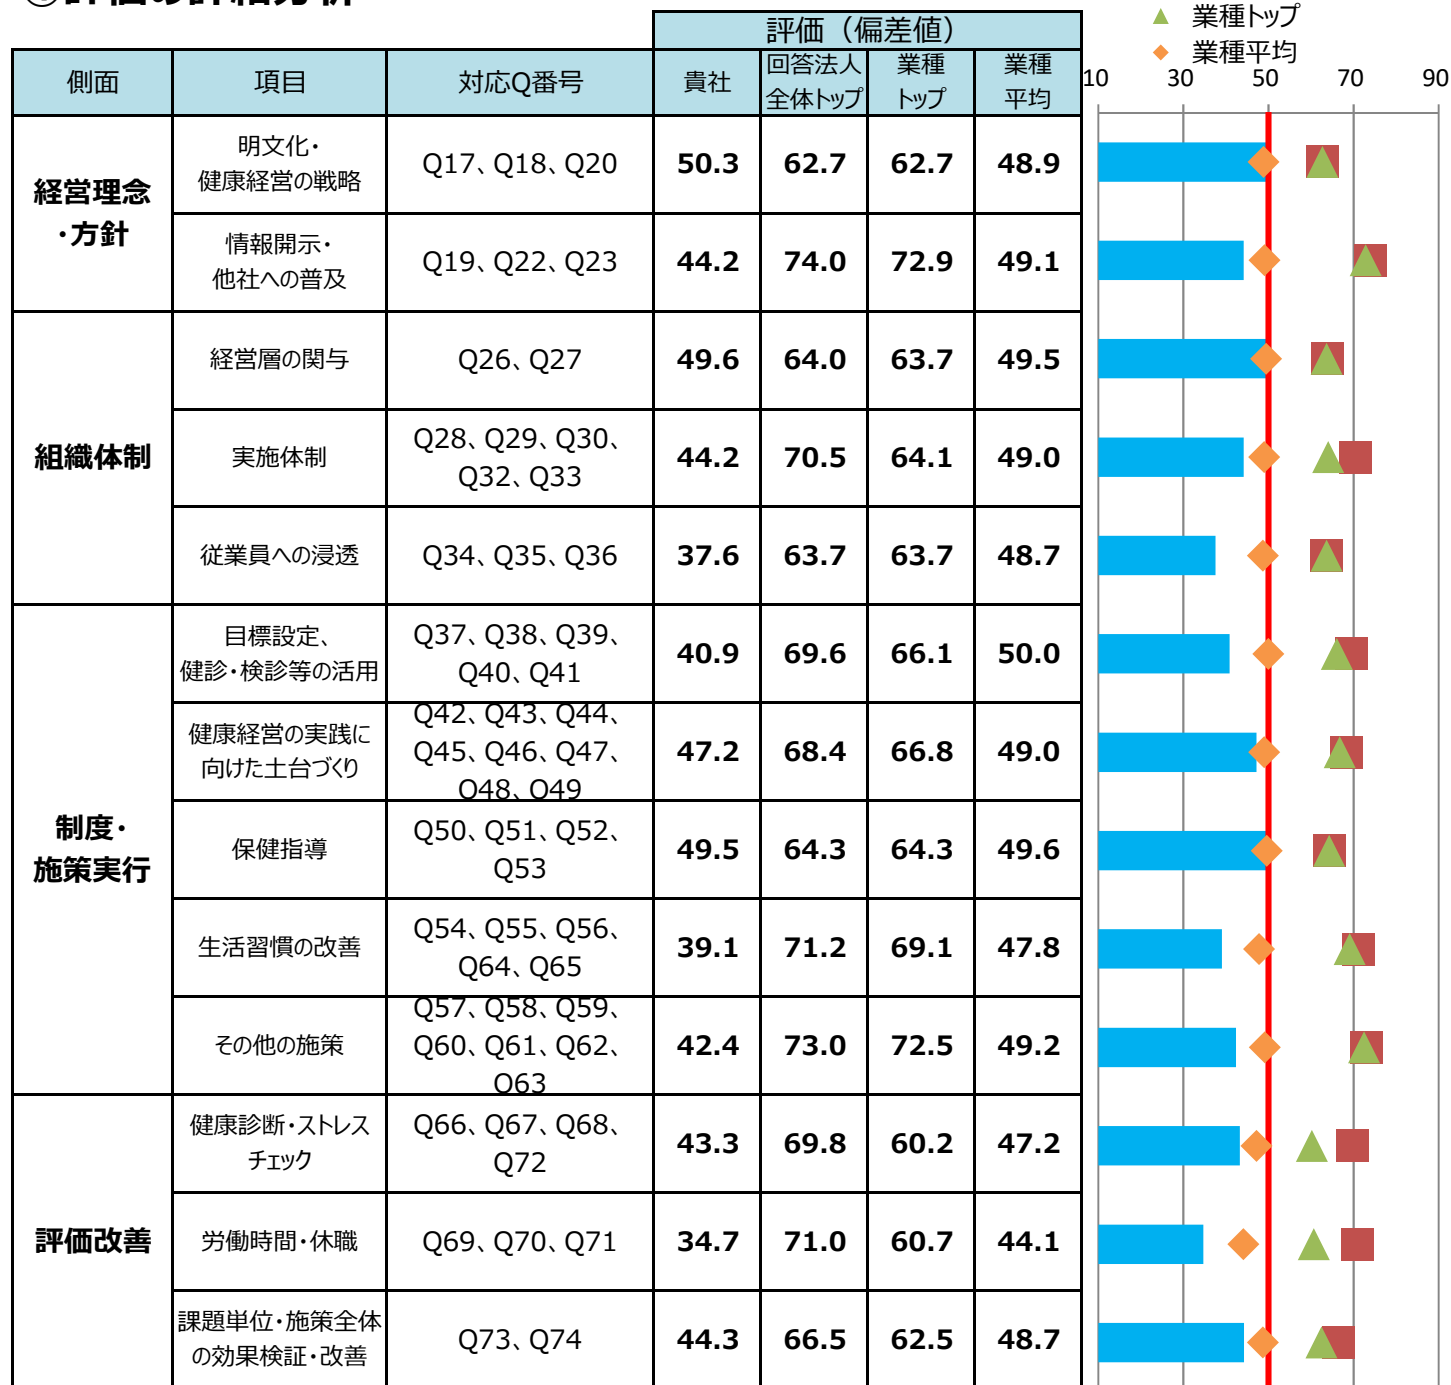 ③評価の詳細分析
業種トップ
業種平均
評価（偏差値）
側面 項目 対応Q番号 貴社 回答法人 業種 業種
全体トップ トップ 平均
10 30 50 70 90
経営理念
・方針
明文化・
健康経営の戦略
Q17、Q18、Q20 50.3 62.7 62.7 48.9
情報開示・
他社への普及
Q19、Q22、Q23 44.2 74.0 72.9 49.1
組織体制
経営層の関与 Q26、Q27 49.6 64.0 63.7 49.5
実施体制
Q28、Q29、Q30、
Q32、Q33
44.2 70.5 64.1 49.0
従業員への浸透 Q34、Q35、Q36 37.6 63.7 63.7 48.7
制度・
施策実行
目標設定、
健診・検診等の活用
Q37、Q38、Q39、
Q40、Q41
40.9 69.6 66.1 50.0
健康経営の実践に
向けた土台づくり
Q42、Q43、Q44、
Q45、Q46、Q47、
Q48、Q49
47.2 68.4 66.8 49.0
保健指導
Q50、Q51、Q52、
Q53
49.5 64.3 64.3 49.6
生活習慣の改善
Q54、Q55、Q56、
Q64、Q65
39.1 71.2 69.1 47.8
その他の施策
Q57、Q58、Q59、
Q60、Q61、Q62、
Q63
42.4 73.0 72.5 49.2
評価改善
健康診断・ストレス
チェック
Q66、Q67、Q68、
Q72
43.3 69.8 60.2 47.2
労働時間・休職 Q69、Q70、Q71 34.7 71.0 60.7 44.1
課題単位・施策全体
の効果検証・改善
Q73、Q74 44.3 66.5 62.5 48.7